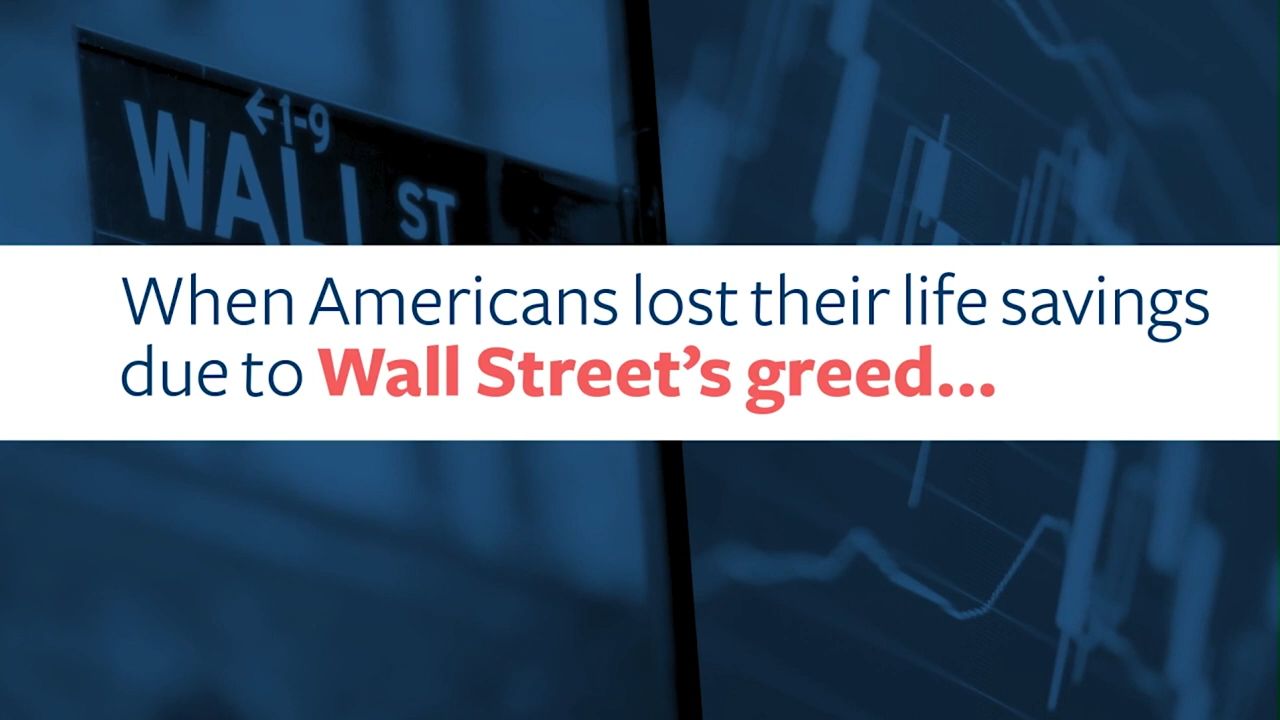 ←1-9
WALL ST
When Americans lost their life savings
due to Wall Street’s greed...